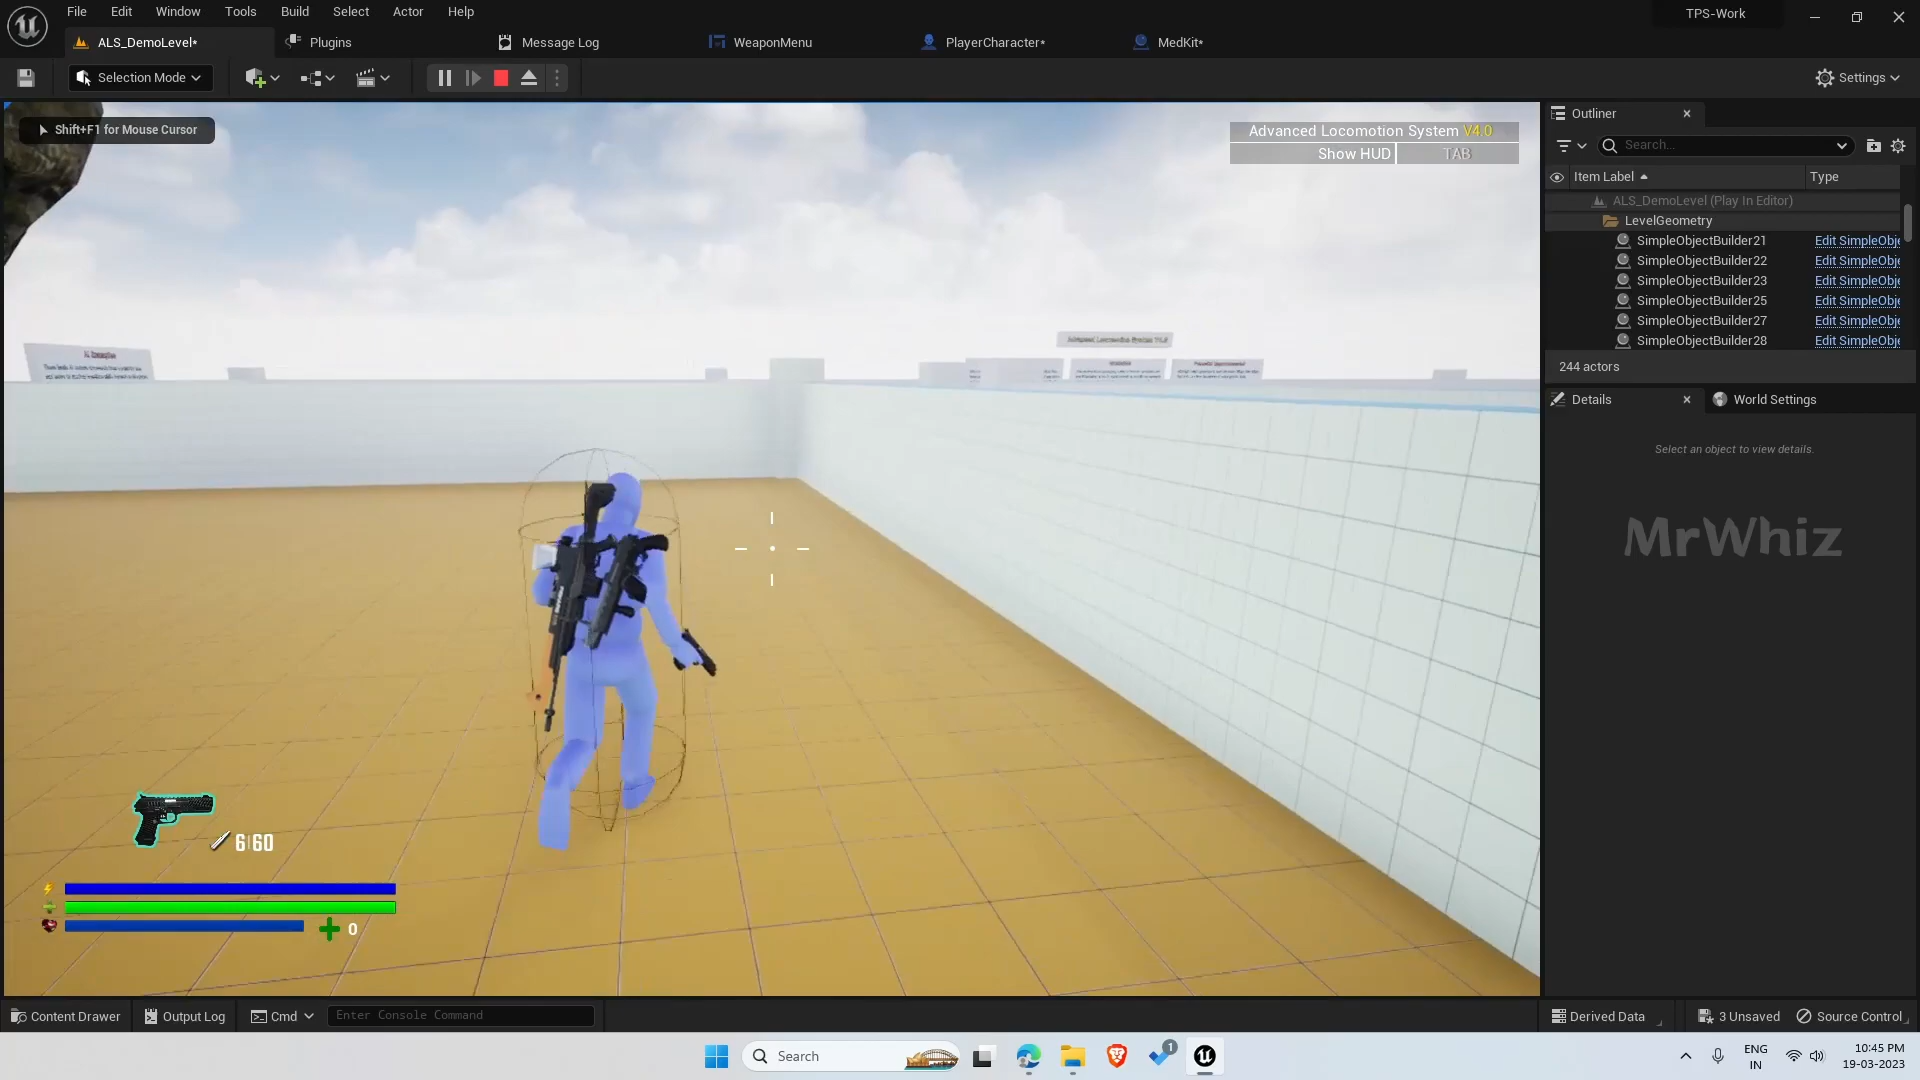 File Edit Window Tools Build Select Actor Help
TPS-Work
ALS_DemoLevel*
Plugins
Message Log
WeaponMenu
PlayerCharacter*
MedKit*
Selection Mode
Settings
Shift+F1 for Mouse Cursor
Advanced Locomotion System V4.0
Show HUD TAB
Outliner
Search...
Item Label Type
ALS_DemoLevel (Play In Editor)
LevelGeometry
SimpleObjectBuilder21 Edit SimpleObje
SimpleObjectBuilder22 Edit SimpleObje
SimpleObjectBuilder23 Edit SimpleObje
SimpleObjectBuilder25 Edit SimpleObje
SimpleObjectBuilder27 Edit SimpleObje
SimpleObjectBuilder28 Edit SimpleObje
244 actors
Details
World Settings
Select an object to view details.
MrWhiz
6|60
0
Content Drawer
Output Log
Cmd
Enter Console Command
Derived Data
3 Unsaved
Source Control
Search
1
ENG
IN
10:45 PM
19-03-2023